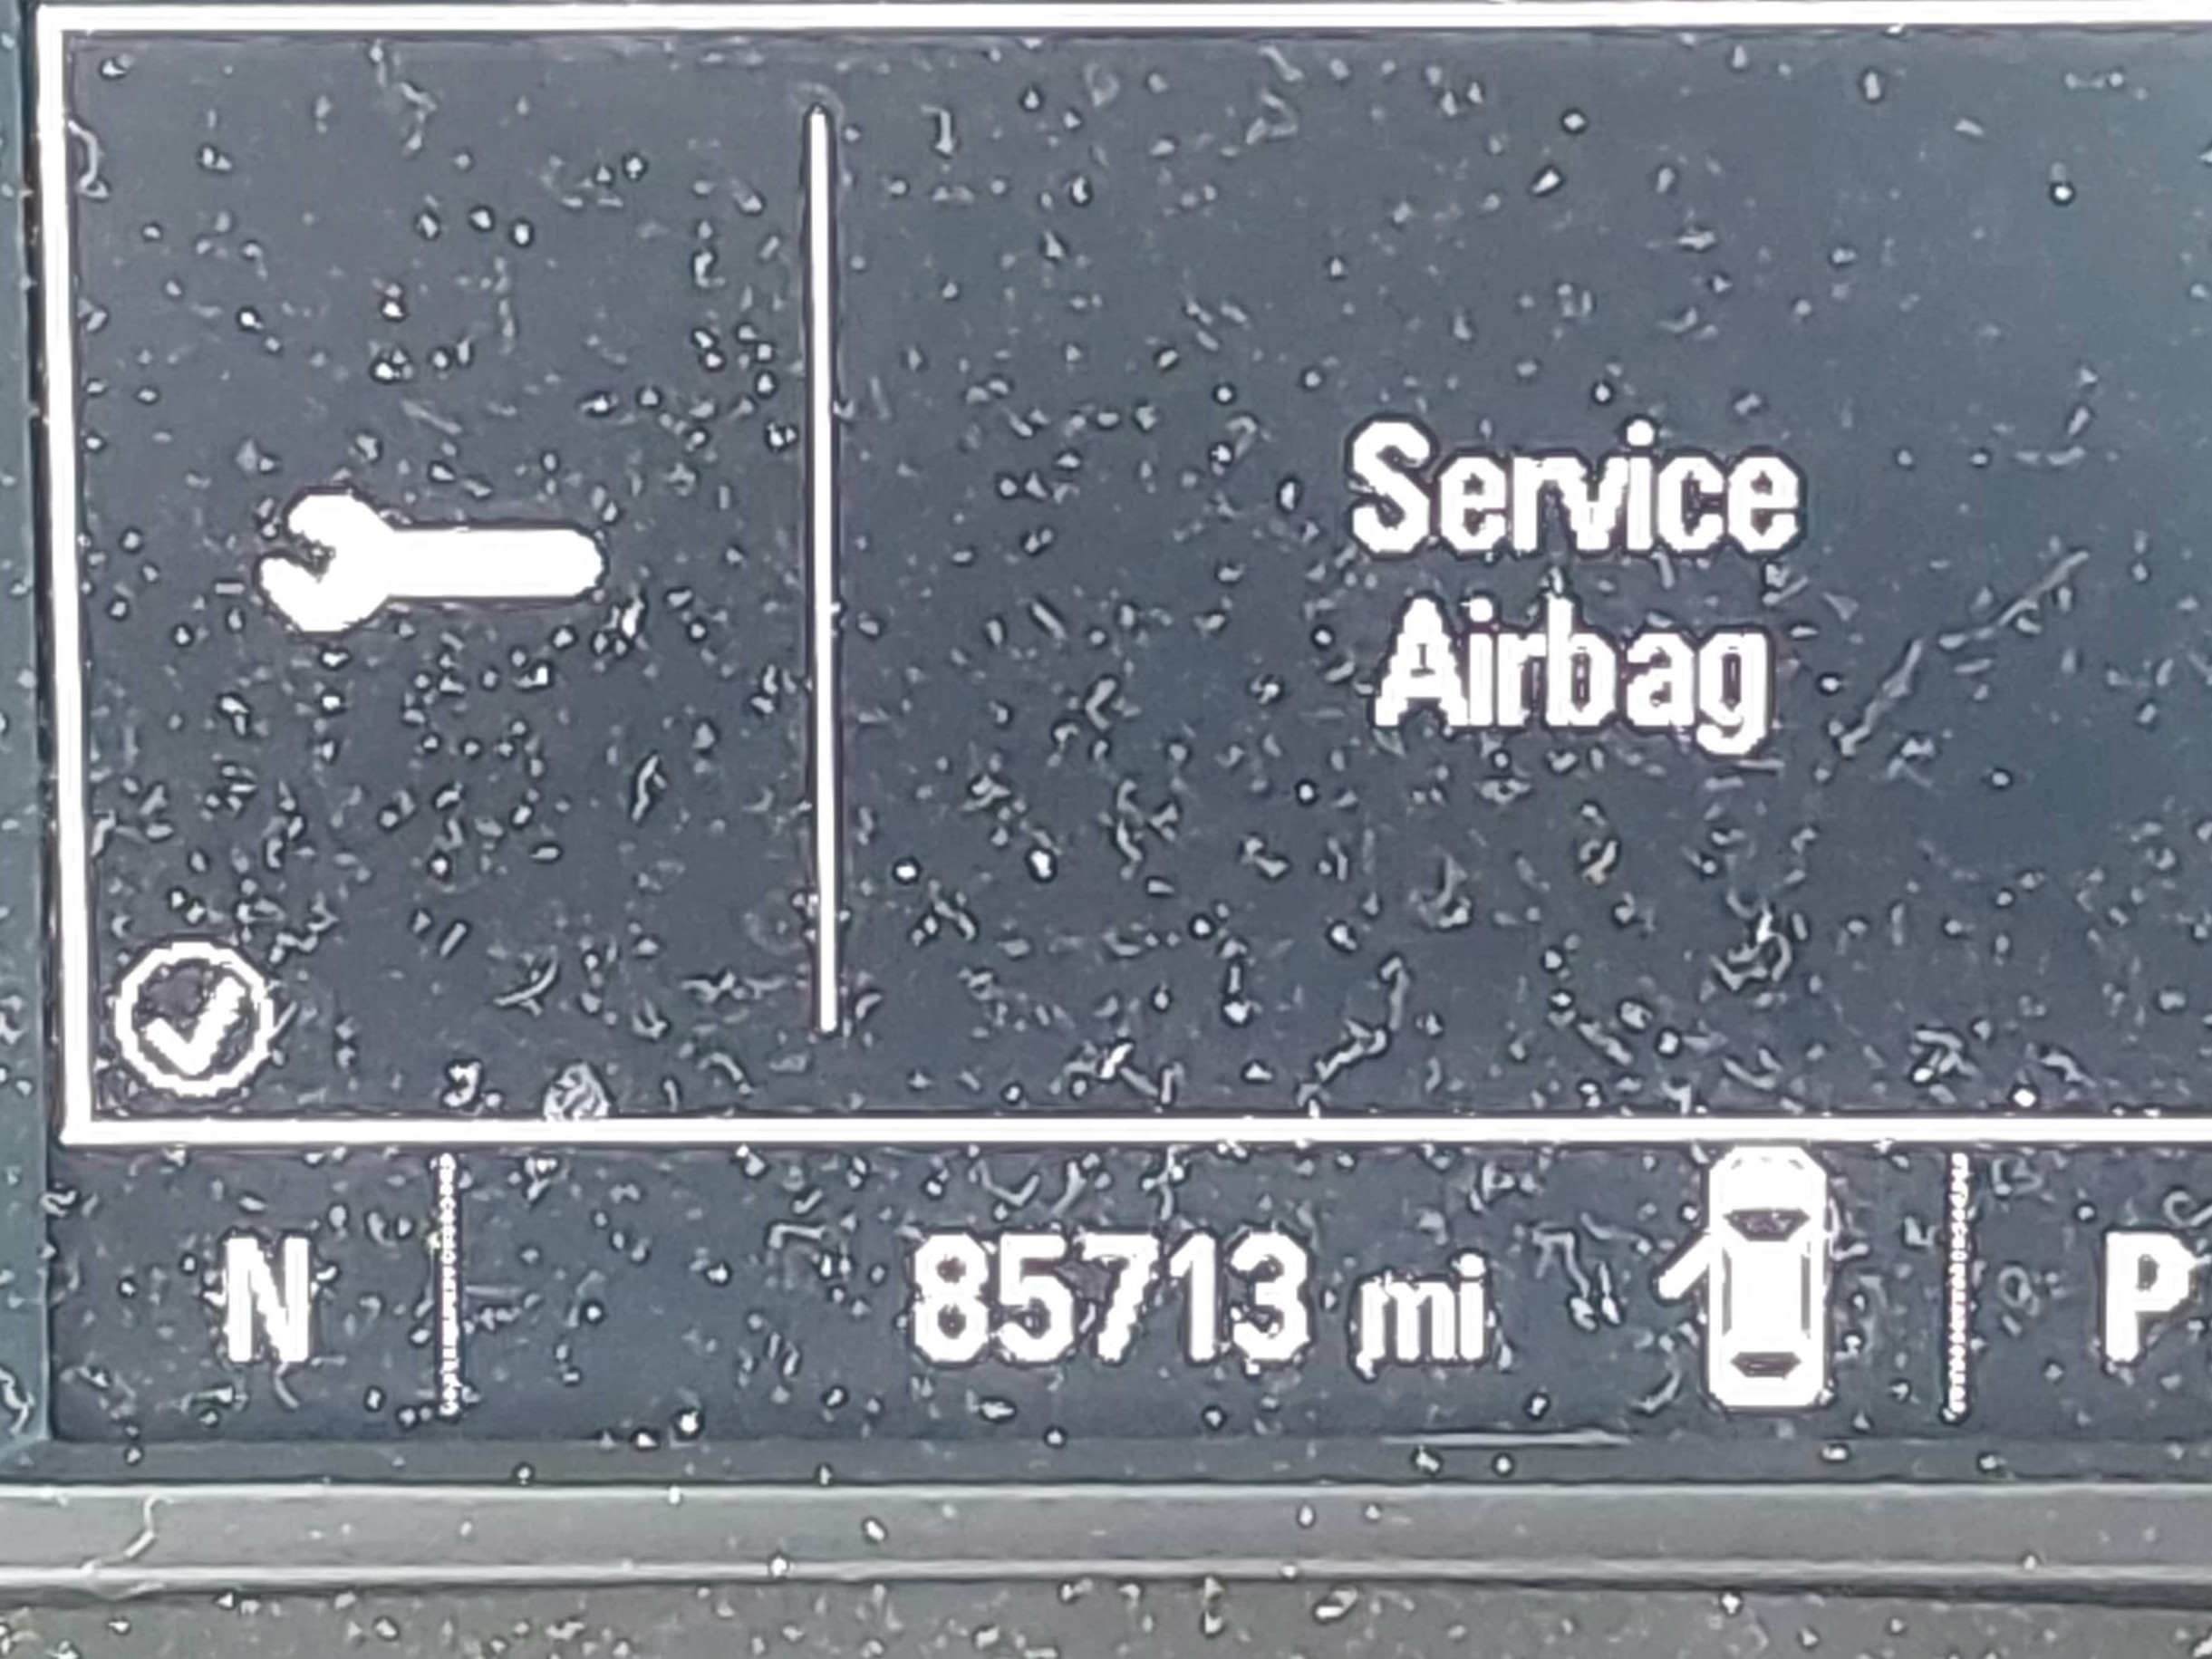 Service
Airbag
N
85713 mi
P